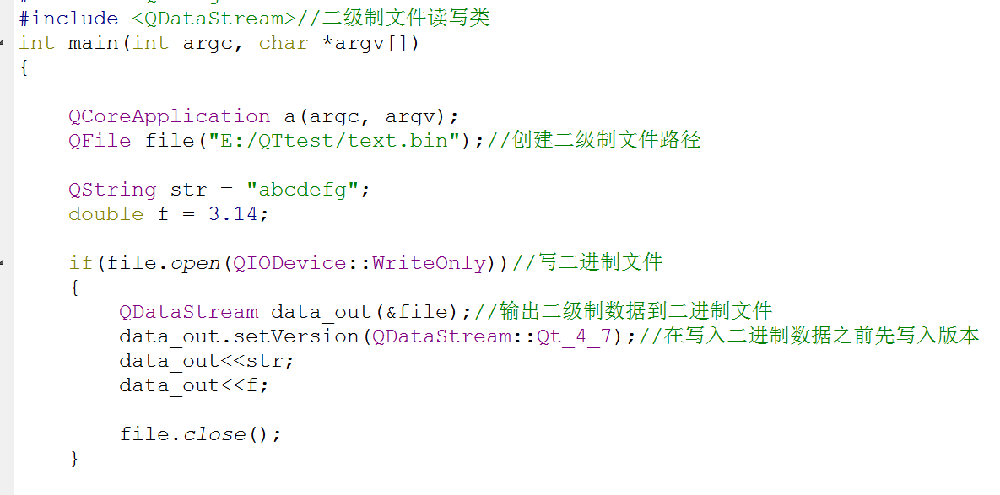 #include <QDataStream>//二级制文件读写类
int main(int argc, char *argv[])
{
QCoreApplication a(argc, argv);
QFile file("E:/QTtest/text.bin");//创建二级制文件路径
QString str = "abcdefg";
double f = 3.14;
if(file.open(QIODevice::WriteOnly))//写二进制文件
{
QDataStream data_out(&file);//输出二级制数据到二进制文件
data_out.setVersion(QDataStream::Qt_4_7);//在写入二进制数据之前先写入版本
data_out<<str;
data_out<<f;
file.close();
}